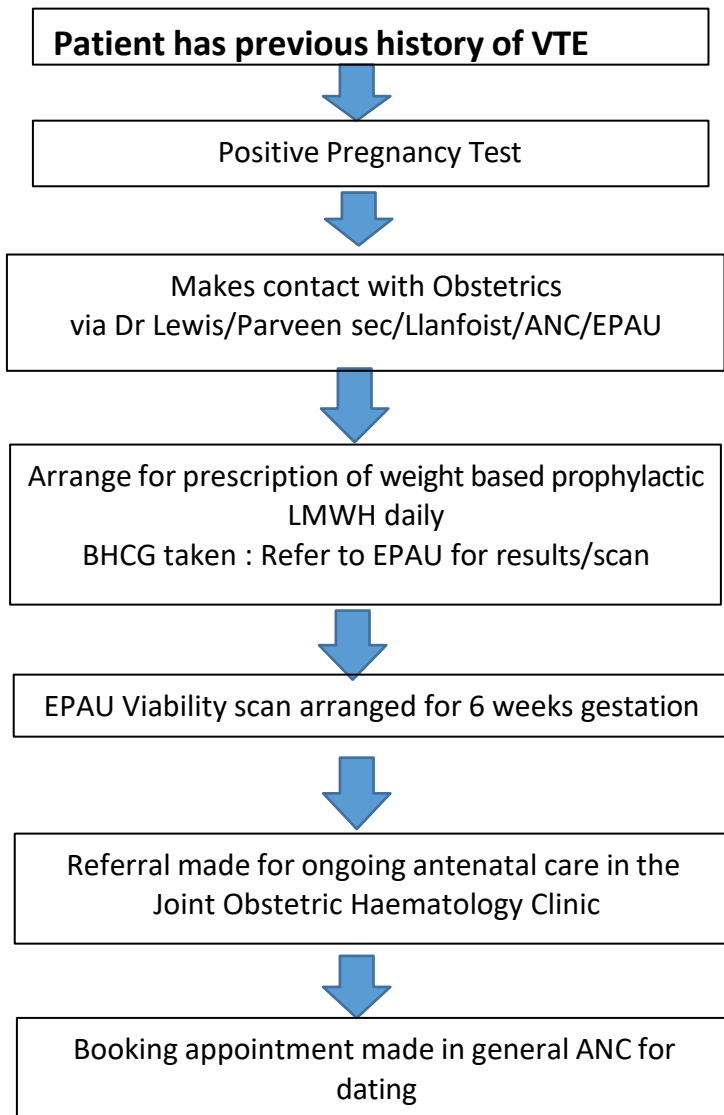 Patient has previous history of VTE
Positive Pregnancy Test
Makes contact with Obstetrics
via Dr Lewis/Parveen sec/Llanfoist/ANC/EPAU
Arrange for prescription of weight based prophylactic
LMWH daily
BHCG taken : Refer to EPAU for results/scan
EPAU Viability scan arranged for 6 weeks gestation
Referral made for ongoing antenatal care in the
Joint Obstetric Haematology Clinic
Booking appointment made in general ANC for
dating